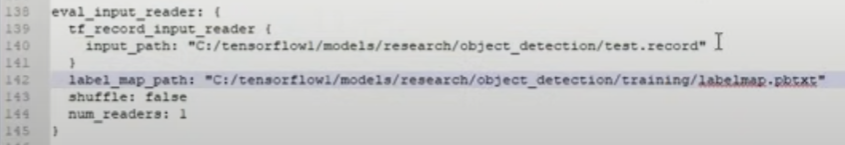 138 eval_input_reader: {
139   tf_record_input_reader {
140     input_path: "C:/tensorflow1/models/research/object_detection/test.record"
141   }
142   label_map_path: "C:/tensorflow1/models/research/object_detection/training/labelmap.pbtxt"
143   shuffle: false
144   num_readers: 1
145 }